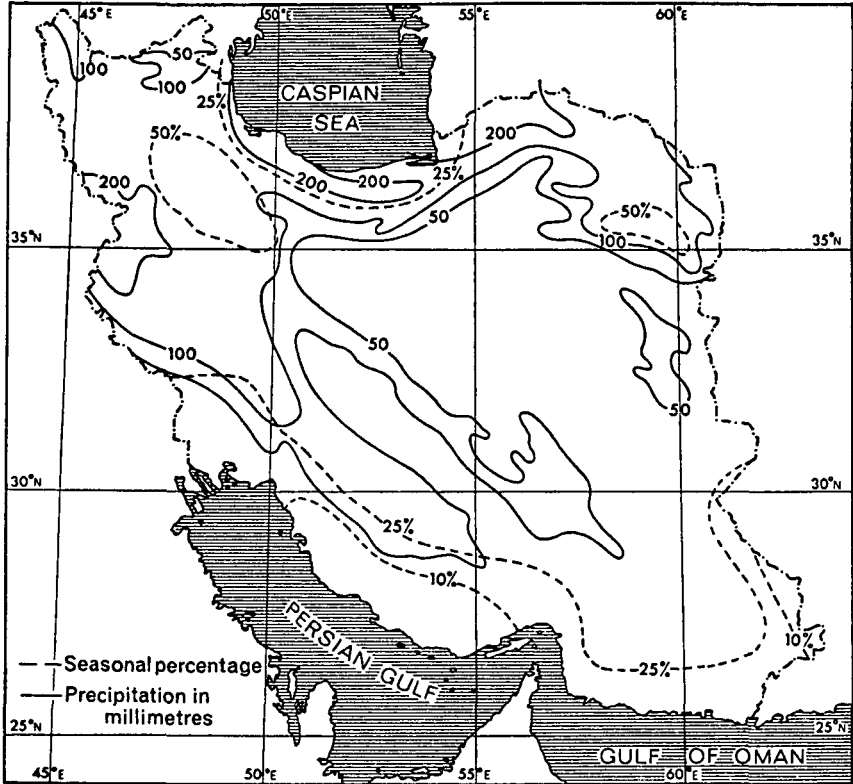 45°E
50°E
55°E
60°E
50
100
100
25%
CASPIAN
SEA
50%
200
200
25%
200
200
50
50%
100
35°N
35°N
50
100
50
30°N
30°N
25%
10%
PERSIAN GULF
10%
25%
Seasonal percentage
Precipitation in
millimetres
25°N
25°N
GULF OF OMAN
45°E
50°E
55°E
60°E